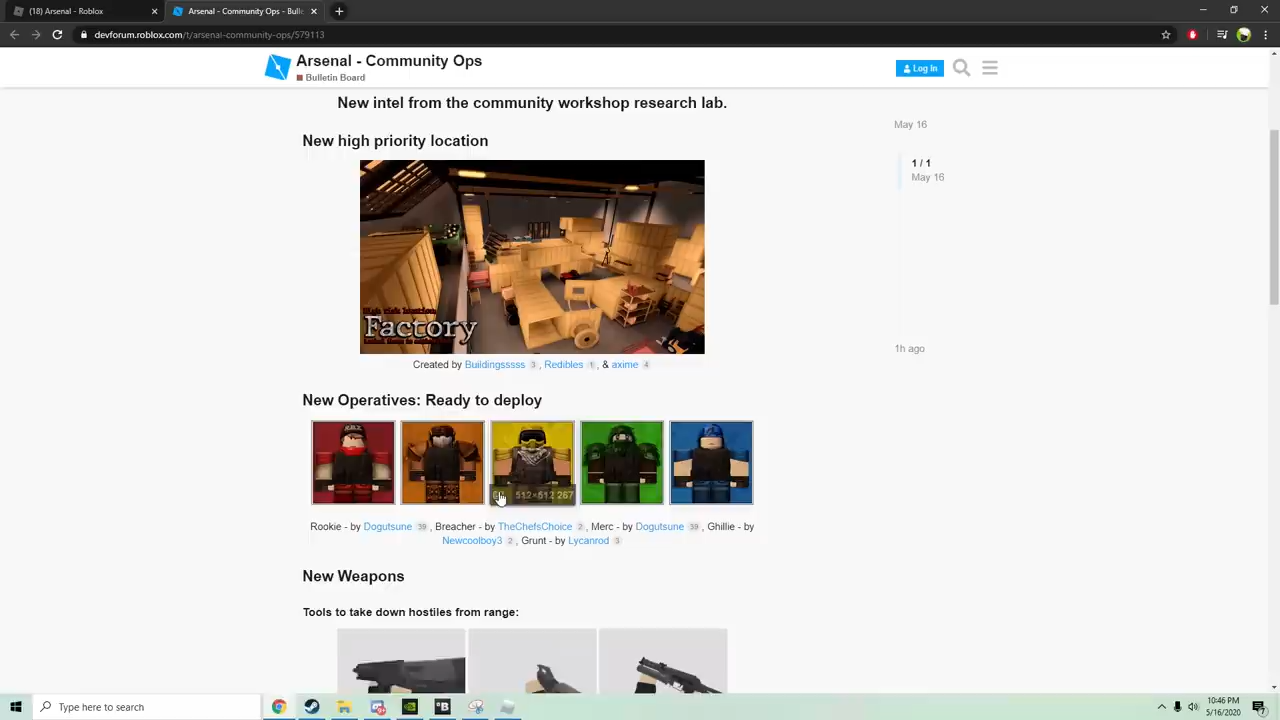 (18) Arsenal - Roblox
Arsenal - Community Ops - Bulle
devforum.roblox.com/t/arsenal-community-ops/579113
Arsenal - Community Ops
Bulletin Board
Log In
New intel from the community workshop research lab.
May 16
New high priority location
1 / 1
May 16
Factory
1h ago
Created by Buildingsssss 3 , Redibles 1 , & axime 4
New Operatives: Ready to deploy
512×512 267
Rookie - by Dogutsune 39 , Breacher - by TheChefsChoice 2 , Merc - by Dogutsune 39 , Ghillie - by
Newcoolboy3 2 , Grunt - by Lycanrod 3
New Weapons
Tools to take down hostiles from range:
Type here to search
10:46 PM
5/16/2020